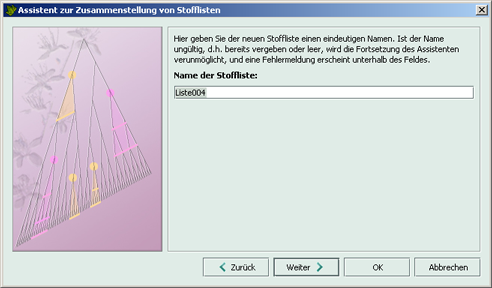 Assistent zur Zusammenstellung von Stofflisten
Hier geben Sie der neuen Stoffliste einen eindeutigen Namen. Ist der Name
ungültig, d.h. bereits vergeben oder leer, wird die Fortsetzung des Assistenten
verunmöglicht, und eine Fehlermeldung erscheint unterhalb des Feldes.
Name der Stoffliste:
Liste004
Zurück Weiter OK Abbrechen